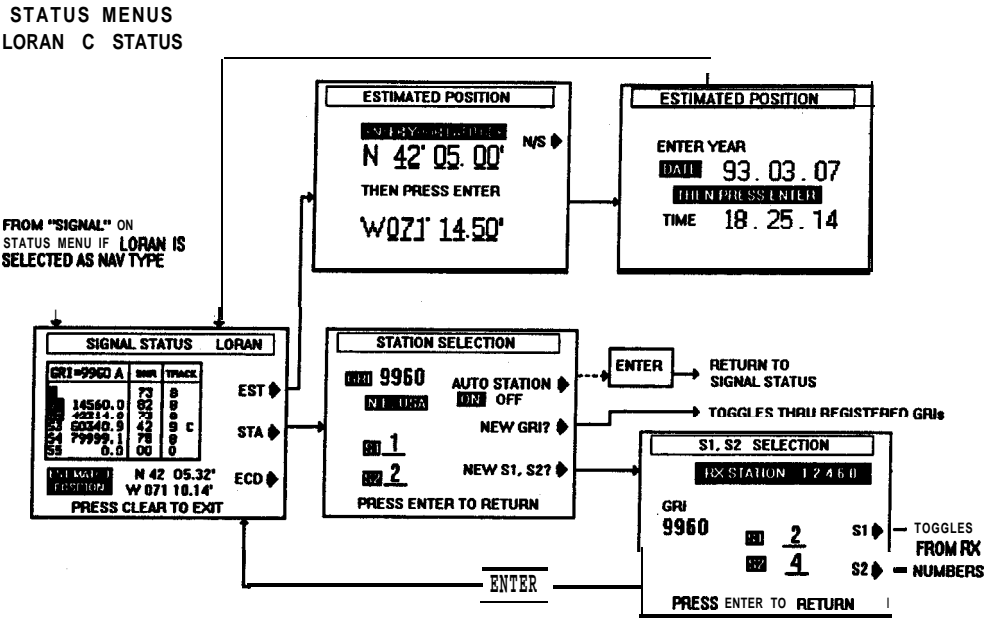 STATUS MENUS
LORAN C STATUS
ESTIMATED POSITION
N/S
N 42° 05.00'
THEN PRESS ENTER
W071° 14.50'
ESTIMATED POSITION
ENTER YEAR
DATE 93.03.07
THEN PRESS ENTER
TIME 18.25.14
FROM "SIGNAL" ON
STATUS MENU IF LORAN IS
SELECTED AS NAV TYPE
SIGNAL STATUS LORAN
GRI=9960 A SNR TRACK
73 8
14560.0 82 8
S3 60340.9 42 9 C
S4 79999.1 78 8
S5 0.0 00 0
ESTIMATED
POSITION
N 42 05.32'
W 071 10.14'
PRESS CLEAR TO EXIT
EST
STA
ECD
STATION SELECTION
GRI 9960
N.E. USA
AUTO STATION
ON OFF
NEW GRI?
S1 1
S2 2
NEW S1, S2?
PRESS ENTER TO RETURN
ENTER
RETURN TO
SIGNAL STATUS
TOGGLES THRU REGISTERED GRIs
S1, S2 SELECTION
RX STATION 1 2 4 6 0
GRI
9960
S1 2
S2 4
S1
S2
TOGGLES
FROM RX
NUMBERS
PRESS ENTER TO RETURN
ENTER